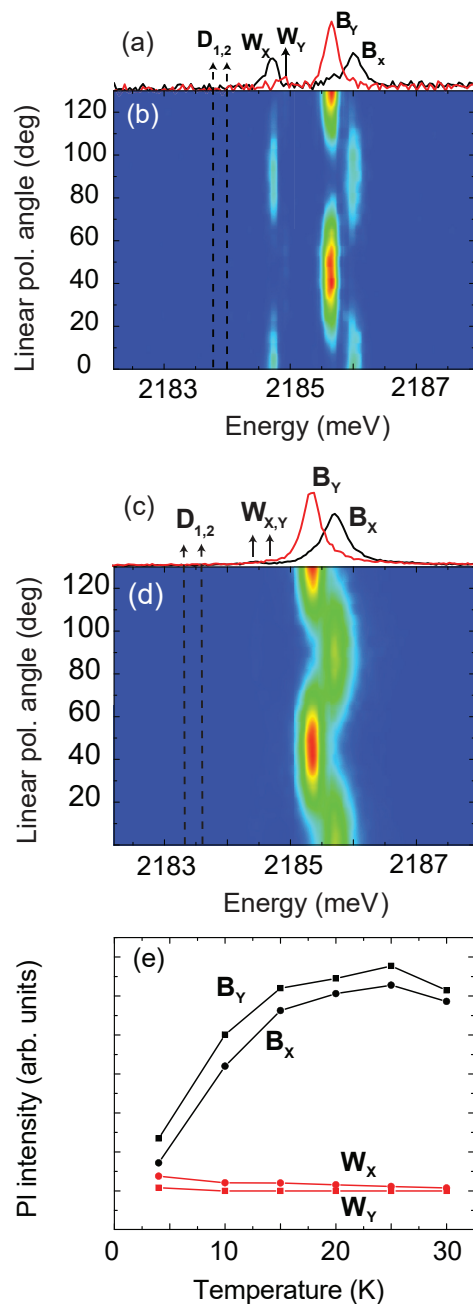 (a) D1,2 WX WY BY Bx
(b)
120
100
80
60
40
20
0
Linear pol. angle (deg)
2183 2185 2187
Energy (meV)
(c) D1,2 WX,Y BY BX
(d)
120
100
80
60
40
20
Linear pol. angle (deg)
2183 2185 2187
Energy (meV)
(e)
BY
BX
WX
WY
PI intensity (arb. units)
0 10 20 30
Temperature (K)